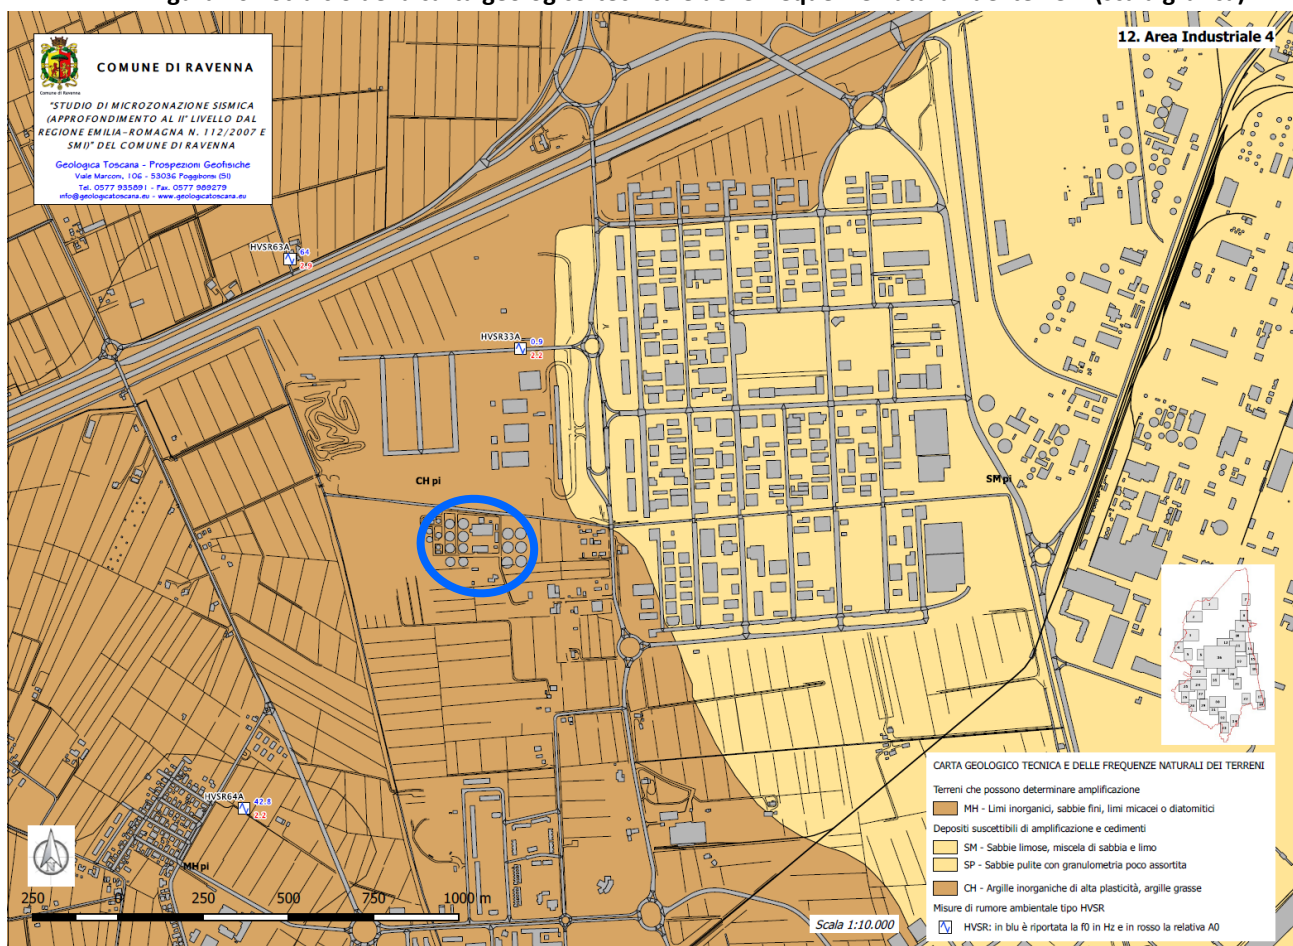 12. Area Industriale 4
Comune di Ravenna
COMUNE DI RAVENNA
"STUDIO DI MICROZONAZIONE SISMICA
(APPROFONDIMENTO AL II° LIVELLO DAL
REGIONE EMILIA-ROMAGNA N. 112/2007 E
SMI)" DEL COMUNE DI RAVENNA
Geologica Toscana - Prospezioni Geofisiche
Viale Marconi, 106 - 53036 Poggibonsi (SI)
Tel. 0577 935891 - Fax. 0577 989279
info@geologicatoscana.eu - www.geologicatoscana.eu
HVSR63A
64
2.9
HVSR33A
0.9
2.2
CH pi
SM pi
HVSR64A
42.8
2.2
MH pi
250 0 250 500 750 1000 m
Scala 1:10.000
CARTA GEOLOGICO TECNICA E DELLE FREQUENZE NATURALI DEI TERRENI
Terreni che possono determinare amplificazione
MH - Limi inorganici, sabbie fini, limi micacei o diatomitici
Depositi suscettibili di amplificazione e cedimenti
SM - Sabbie limose, miscela di sabbia e limo
SP - Sabbie pulite con granulometria poco assortita
CH - Argille inorganiche di alta plasticità, argille grasse
Misure di rumore ambientale tipo HVSR
HVSR: in blu è riportata la f0 in Hz e in rosso la relativa A0